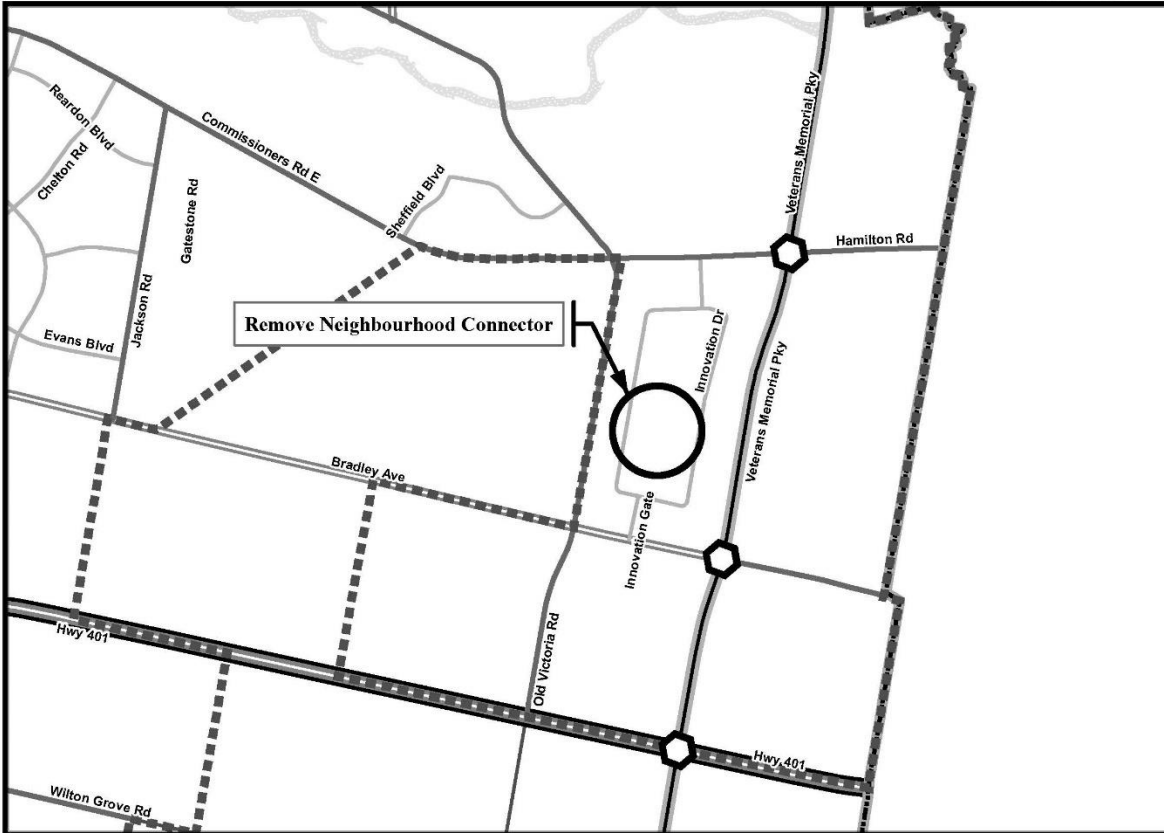 Veterans Memorial Pky
Reardon Blvd
Chelton Rd
Commissioners Rd E
Sheffield Blvd
Gatestone Rd
Hamilton Rd
Jackson Rd
Remove Neighbourhood Connector
Evans Blvd
Innovation Dr
Veterans Memorial Pky
Bradley Ave
Innovation Gate
Hwy 401
Old Victoria Rd
Hwy 401
Wilton Grove Rd